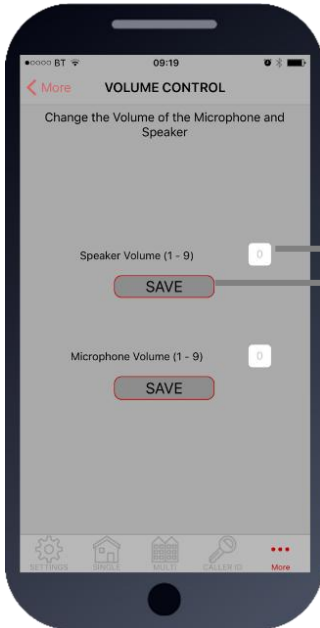 BT 09:19
More VOLUME CONTROL
Change the Volume of the Microphone and
Speaker
Speaker Volume (1 - 9) 0
SAVE
Microphone Volume (1 - 9) 0
SAVE
SETTINGS SINGLE MULTI CALLER ID More